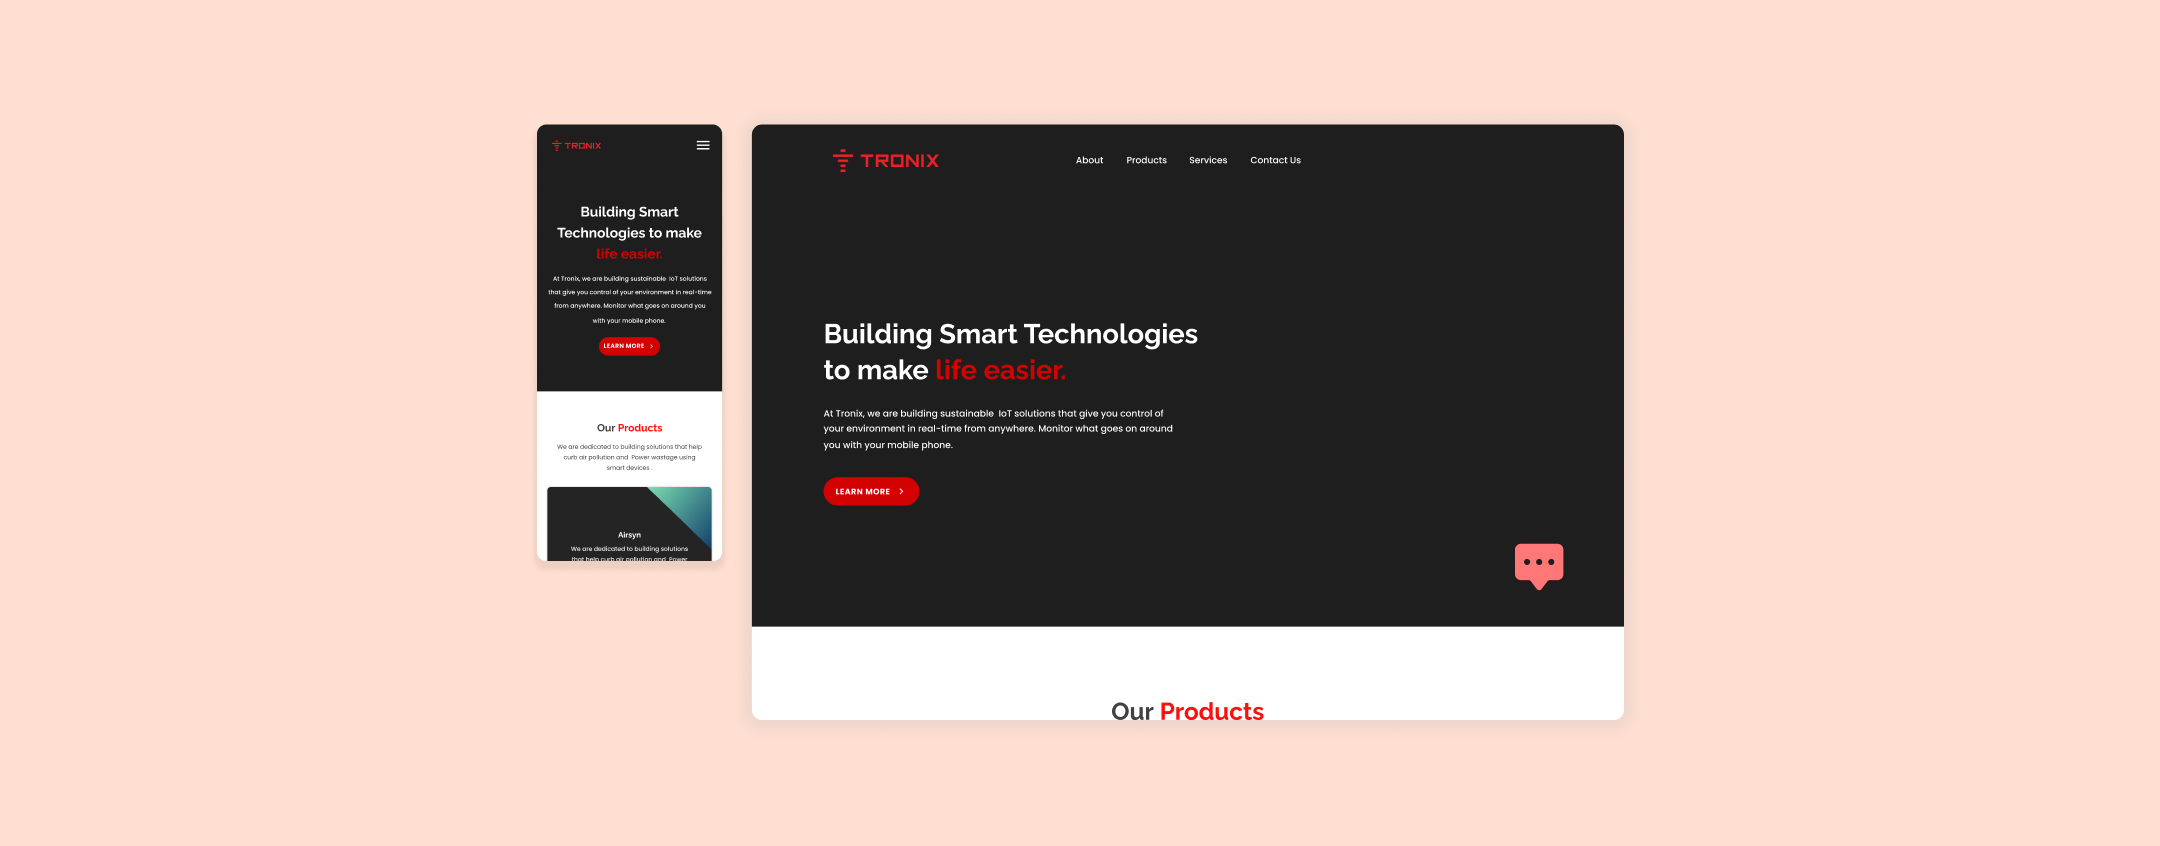 TRONIX
Building Smart
Technologies to make
life easier.
At Tronix, we are building sustainable IoT solutions
that give you control of your environment in real-time
from anywhere. Monitor what goes on around you
with your mobile phone.
LEARN MORE
Our Products
We are dedicated to building solutions that help
curb air pollution and Power wastage using
smart devices .
Airsyn
We are dedicated to building solutions
that help curb air pollution and Power
TRONIX
About Products Services Contact Us
Building Smart Technologies
to make life easier.
At Tronix, we are building sustainable IoT solutions that give you control of
your environment in real-time from anywhere. Monitor what goes on around
you with your mobile phone.
LEARN MORE
Our Products